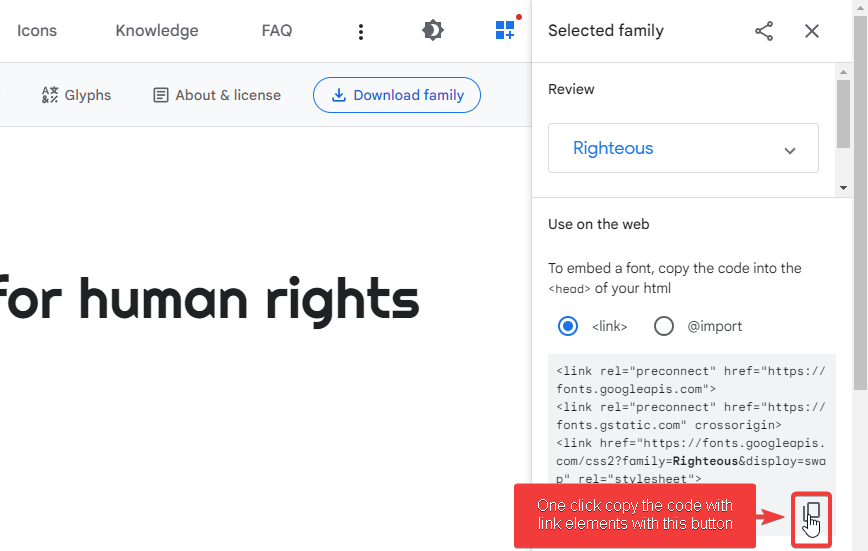 Icons Knowledge FAQ
Glyphs About & license Download family
for human rights
Selected family
Review
Righteous
Use on the web
To embed a font, copy the code into the
<head> of your html
<link> @import
<link rel="preconnect" href="https://
fonts.googleapis.com">
<link rel="preconnect" href="https://
fonts.gstatic.com" crossorigin>
<link href="https://fonts.googleapis.
com/css2?family=Righteous&display=swa
p" rel="stylesheet">
One click copy the code with
link elements with this button